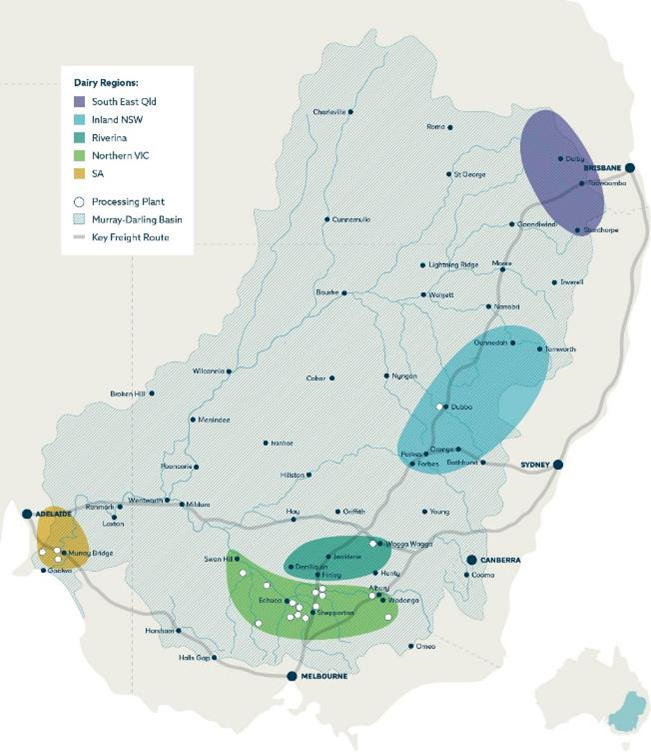 Dairy Regions:
South East Qld
Inland NSW
Riverina
Northern VIC
SA
Processing Plant
Murray-Darling Basin
Key Freight Route
Charleville
Roma
Dalby
BRISBANE
Toowoomba
St George
Cunnamulla
Goondiwindi
Stanthorpe
Lightning Ridge
Moree
Inverell
Bourke
Walgett
Narrabri
Gunnedah
Tamworth
Wilcannia
Cobar
Nyngan
Broken Hill
Dubbo
Menindee
Ivanhoe
Orange
Parkes
Forbes
Bathurst
SYDNEY
Pooncarie
Hillston
Wentworth
Mildura
Renmark
Loxton
ADELAIDE
Hay
Griffith
Young
Wagga Wagga
Murray Bridge
Goolwa
Swan Hill
Jerilderie
Deniliquin
Finley
Henty
CANBERRA
Cooma
Albury
Wodonga
Echuca
Shepparton
Horsham
Halls Gap
Omeo
MELBOURNE